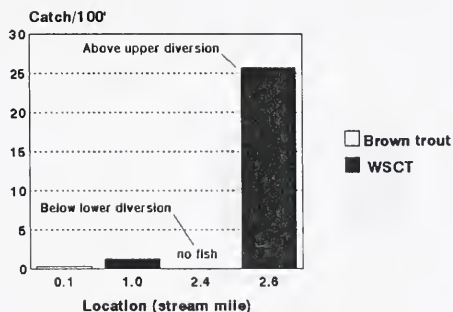 Catch/100'
30
25
20
15
10
5
0
Above upper diversion
Below lower diversion
no fish
0.1 1.0 2.4 2.6
Location (stream mile)
Brown trout
WSCT